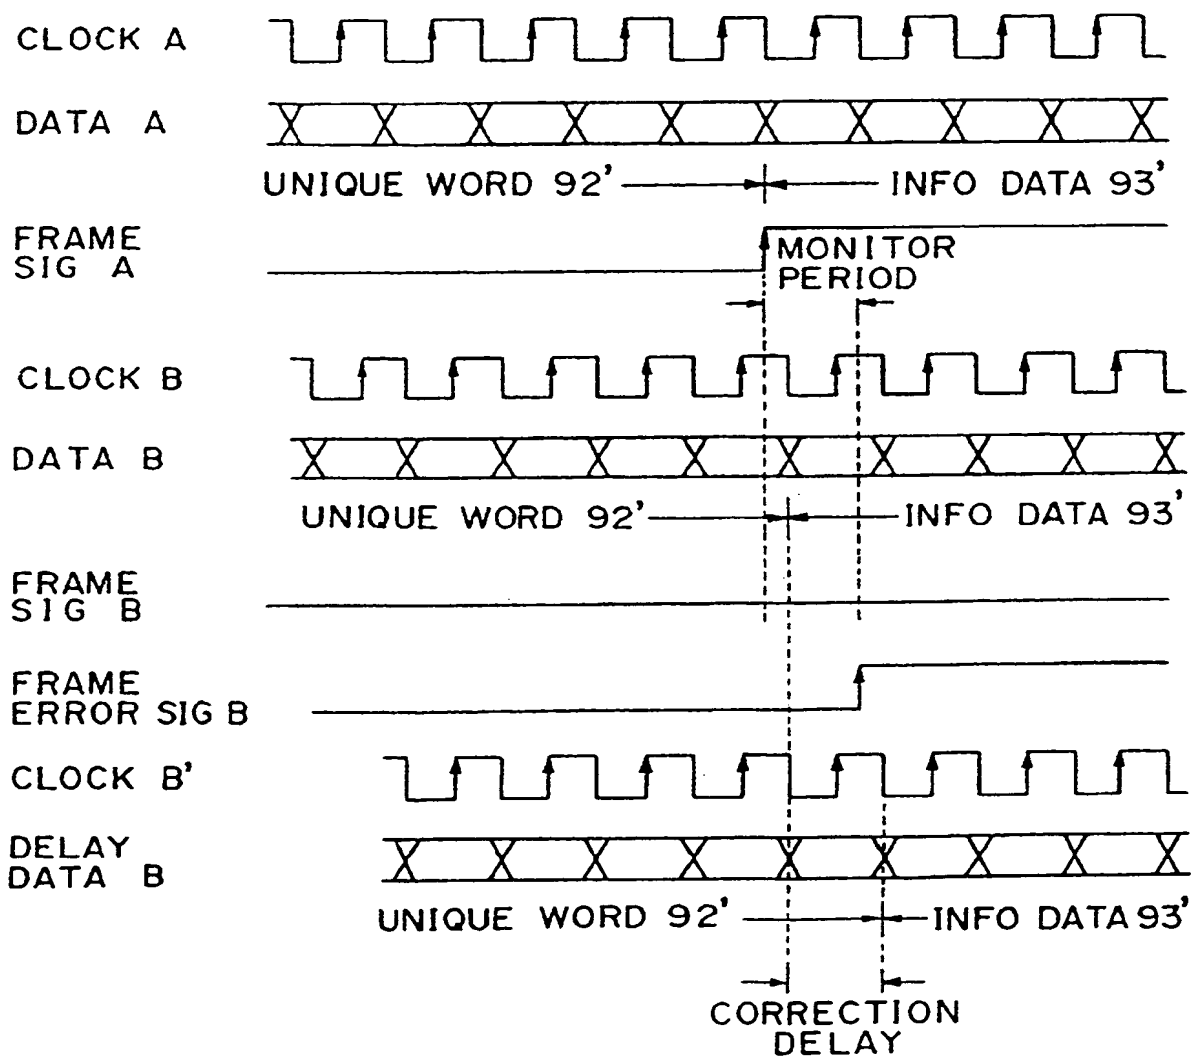 CLOCK A
DATA A
UNIQUE WORD 92' INFO DATA 93'
FRAME
SIG A
MONITOR
PERIOD
CLOCK B
DATA B
UNIQUE WORD 92' INFO DATA 93'
FRAME
SIG B
FRAME
ERROR SIG B
CLOCK B'
DELAY
DATA B
UNIQUE WORD 92' INFO DATA 93'
CORRECTION
DELAY